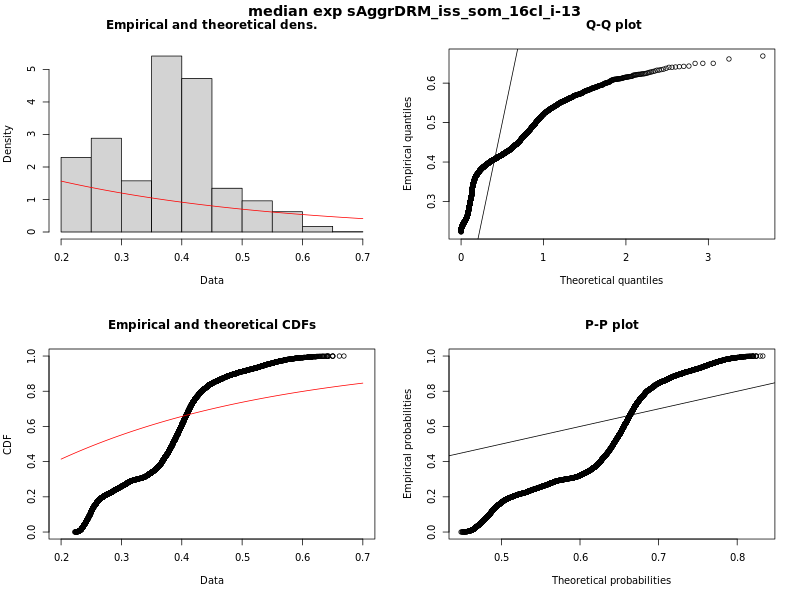 median exp sAggrDRM_iss_som_16cl_i-13
Empirical and theoretical dens.
Density
0 1 2 3 4 5
0.2 0.3 0.4 0.5 0.6 0.7
Data
Q-Q plot
Empirical quantiles
0.3 0.4 0.5 0.6
0 1 2 3
Theoretical quantiles
Empirical and theoretical CDFs
CDF
0.0 0.2 0.4 0.6 0.8 1.0
0.2 0.3 0.4 0.5 0.6 0.7
Data
P-P plot
Empirical probabilities
0.0 0.2 0.4 0.6 0.8 1.0
0.5 0.6 0.7 0.8
Theoretical probabilities